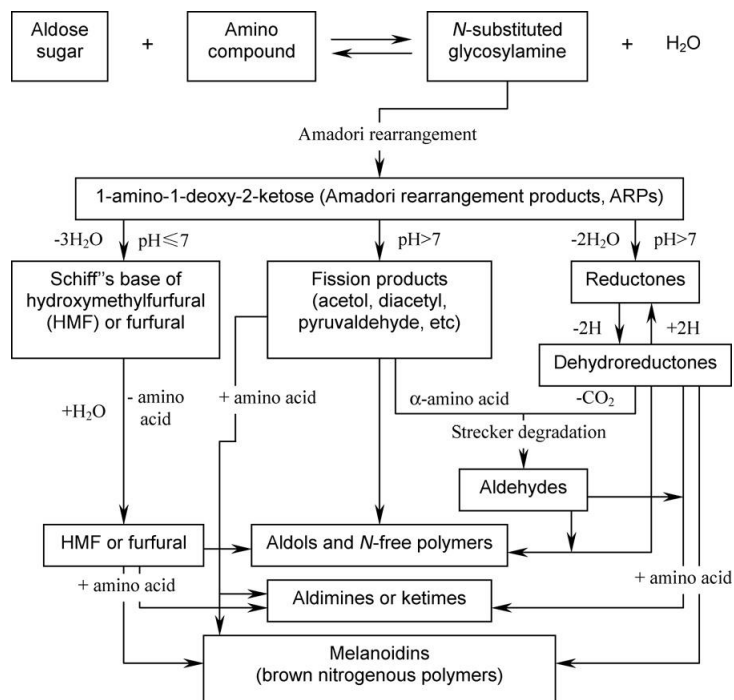 Aldose
sugar
+
Amino
compound
N-substituted
glycosylamine
+
H₂O
Amadori rearrangement
1-amino-1-deoxy-2-ketose (Amadori rearrangement products, ARPs)
-3H₂O
pH≤7
pH>7
-2H₂O
pH>7
Schiff''s base of
hydroxymethylfurfural
(HMF) or furfural
Fission products
(acetol, diacetyl,
pyruvaldehyde, etc)
Reductones
-2H
+2H
Dehydroreductones
+H₂O
- amino
acid
+ amino acid
α-amino acid
-CO₂
Strecker degradation
Aldehydes
HMF or furfural
Aldols and N-free polymers
+ amino acid
+ amino acid
Aldimines or ketimes
Melanoidins
(brown nitrogenous polymers)